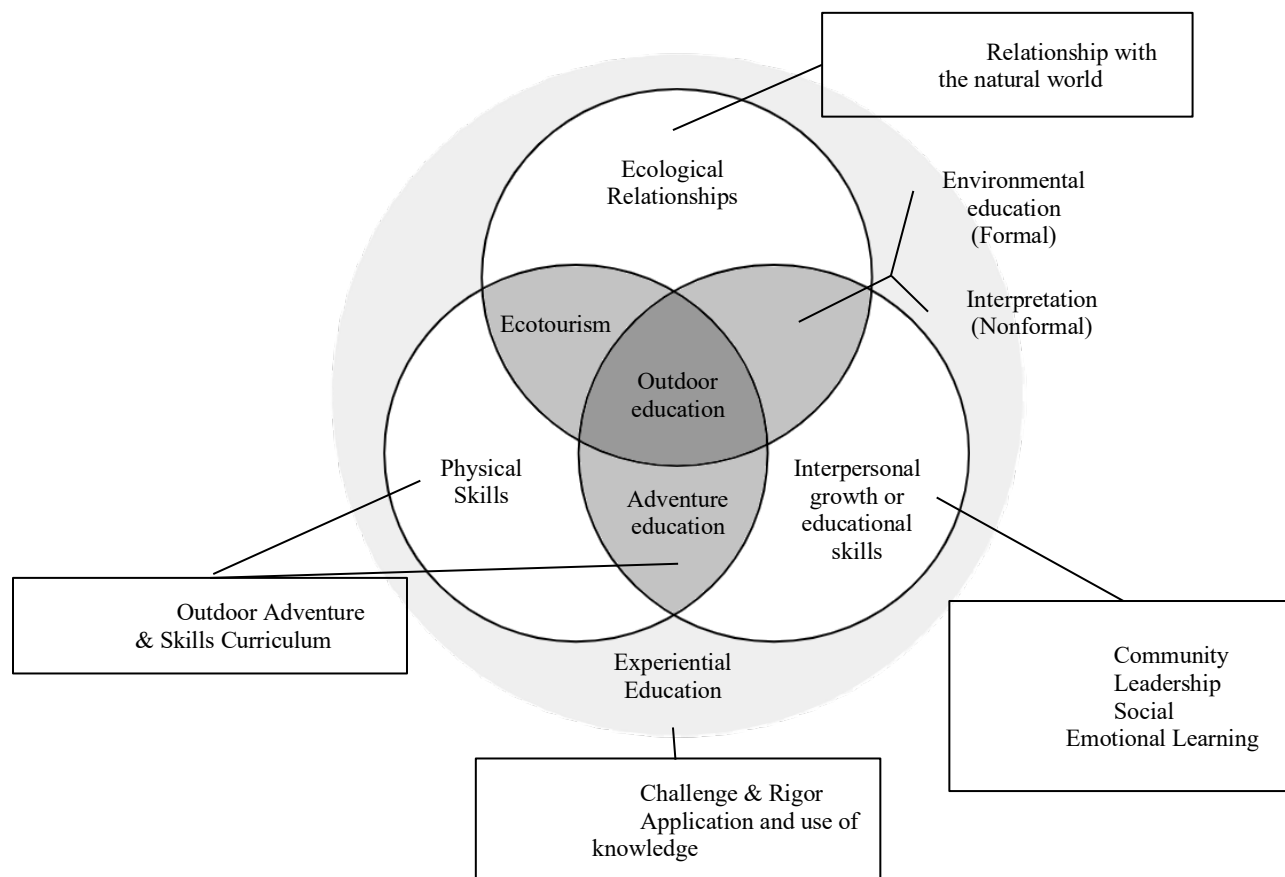 Relationship with
the natural world
Ecological
Relationships
Environmental
education
(Formal)
Interpretation
(Nonformal)
Ecotourism
Outdoor
education
Physical
Skills
Adventure
education
Interpersonal
growth or
educational
skills
Outdoor Adventure
& Skills Curriculum
Experiential
Education
Community
Leadership
Social
Emotional Learning
Challenge & Rigor
Application and use of
knowledge